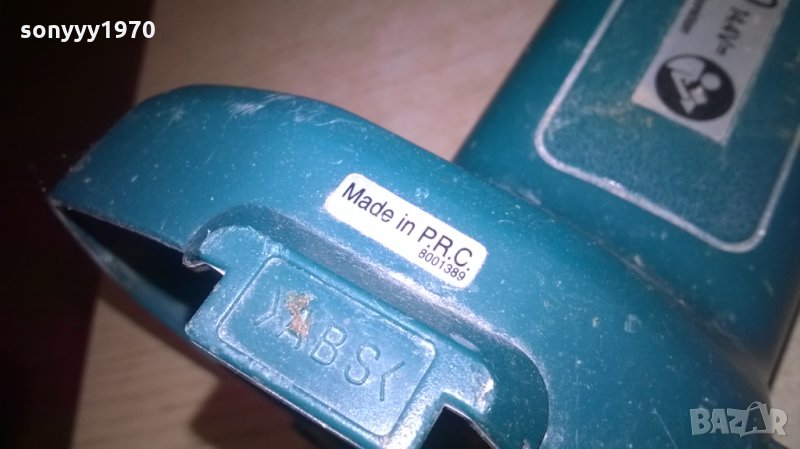 sonyyy1970
14.4V⎓
Made in P.R.C.
8001389
>ABS<
BAZAR